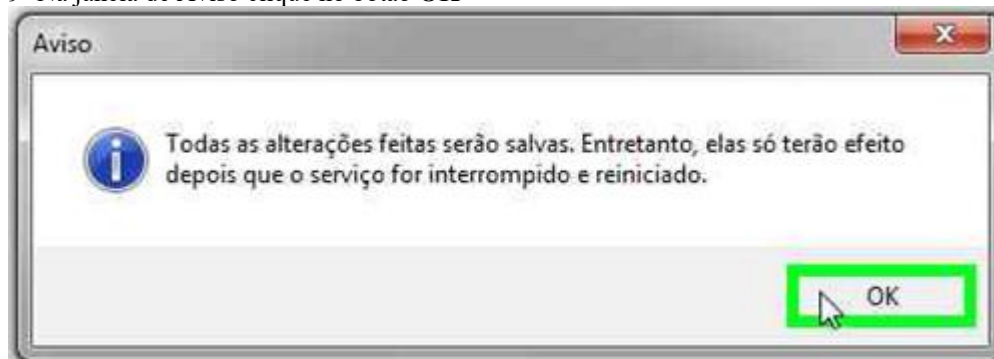 Aviso
Todas as alterações feitas serão salvas. Entretanto, elas só terão efeito
depois que o serviço for interrompido e reiniciado.
OK